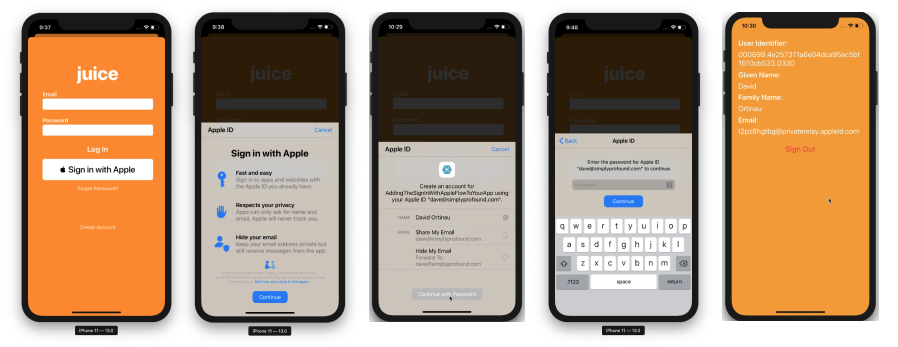 9:37
juice
Email
Password
Log In
Sign in with Apple
Forgot Password?
Create Account
iPhone 11 — 13.0
9:38
juice
Apple ID
Cancel
Sign in with Apple
Fast and easy
Sign in to apps and websites with
the Apple ID you already have.
Respects your privacy
Apps can only ask for name and
email. Apple will never track you.
Hide your email
Keep your email address private but
still receive messages from the app.
See how your data is managed...
Continue
iPhone 11 — 13.0
10:29
juice
Email
Password
Apple ID
Cancel
Create an account for
AddingTheSignInWithAppleFlowToYourApp using
your Apple ID "dave@simplyprofound.com".
NAME
David Ortinau
EMAIL
Share My Email
dave@simplyprofound.com
Hide My Email
Forward To:
dave@simplyprofound.com
Continue with Password
9:48
juice
Email
Password
Back
Apple ID
Enter the password for Apple ID
"dave@simplyprofound.com" to continue.
Password
Continue
q w e r t y u i o p
a s d f g h j k l
z x c v b n m
.?123
space
return
iPhone 11 — 13.0
10:30
User Identifier:
000699.4e257311a6e04dca95ec5bf
1510cb533.0330
Given Name:
David
Family Name:
Ortinau
Email:
t2pz8hgtbg@privaterelay.appleid.com
Sign Out